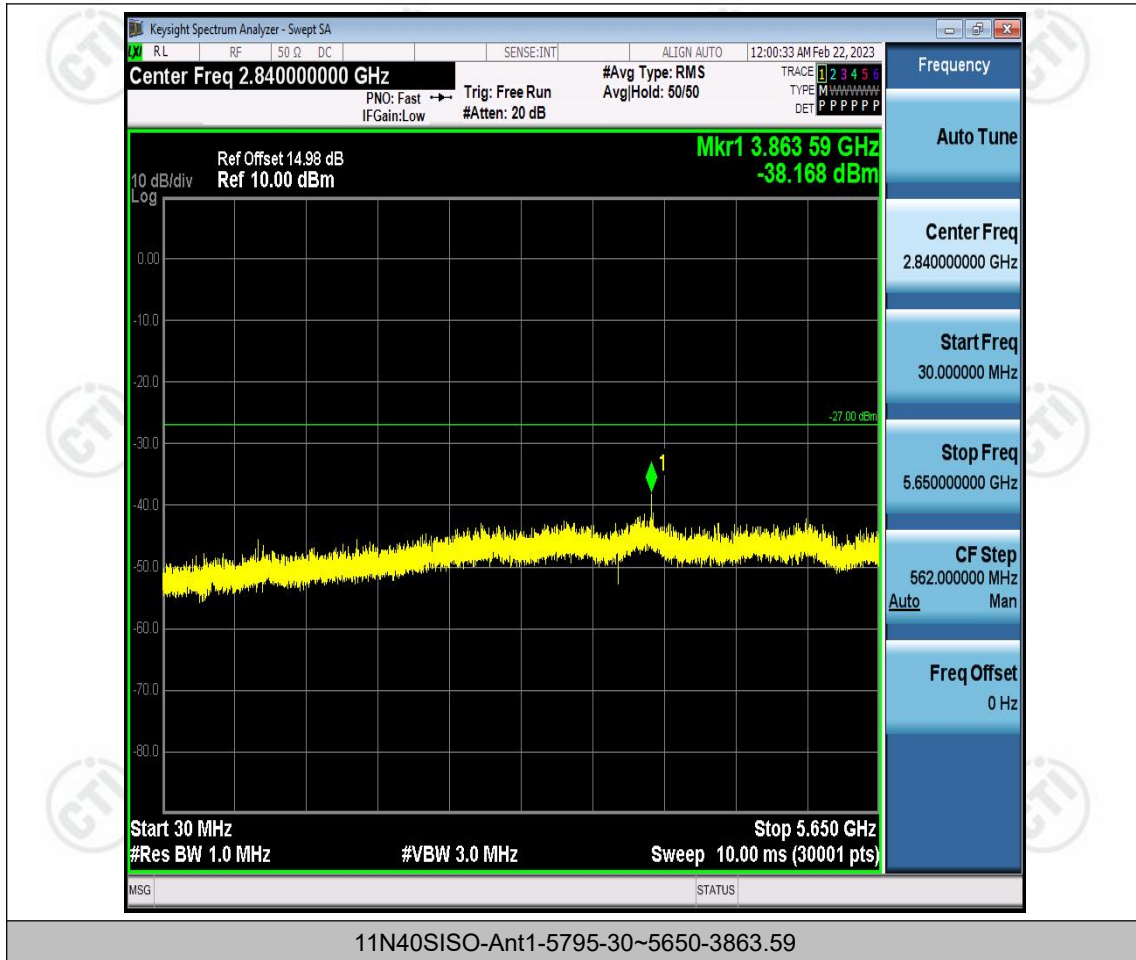 Keysight Spectrum Analyzer - Swept SA
LXI RL RF 50 Ω DC SENSE:INT ALIGN AUTO 12:00:33 AM Feb 22, 2023
Center Freq 2.840000000 GHz
PNO: Fast
IFGain:Low
Trig: Free Run
#Atten: 20 dB
#Avg Type: RMS
Avg|Hold: 50/50
TRACE 1 2 3 4 5 6
TYPE M WWWWW
DET P P P P P P
Mkr1 3.863 59 GHz
-38.168 dBm
Ref Offset 14.98 dB
10 dB/div Ref 10.00 dBm
Log
0.00
-10.0
-20.0
-27.00 dBm
-30.0
1
-40.0
-50.0
-60.0
-70.0
-80.0
Start 30 MHz Stop 5.650 GHz
#Res BW 1.0 MHz #VBW 3.0 MHz Sweep 10.00 ms (30001 pts)
MSG STATUS
Frequency
Auto Tune
Center Freq
2.840000000 GHz
Start Freq
30.000000 MHz
Stop Freq
5.650000000 GHz
CF Step
562.000000 MHz
Auto Man
Freq Offset
0 Hz
CTI
CTI
CTI
CTI
CTI
CTI
11N40SISO-Ant1-5795-30~5650-3863.59